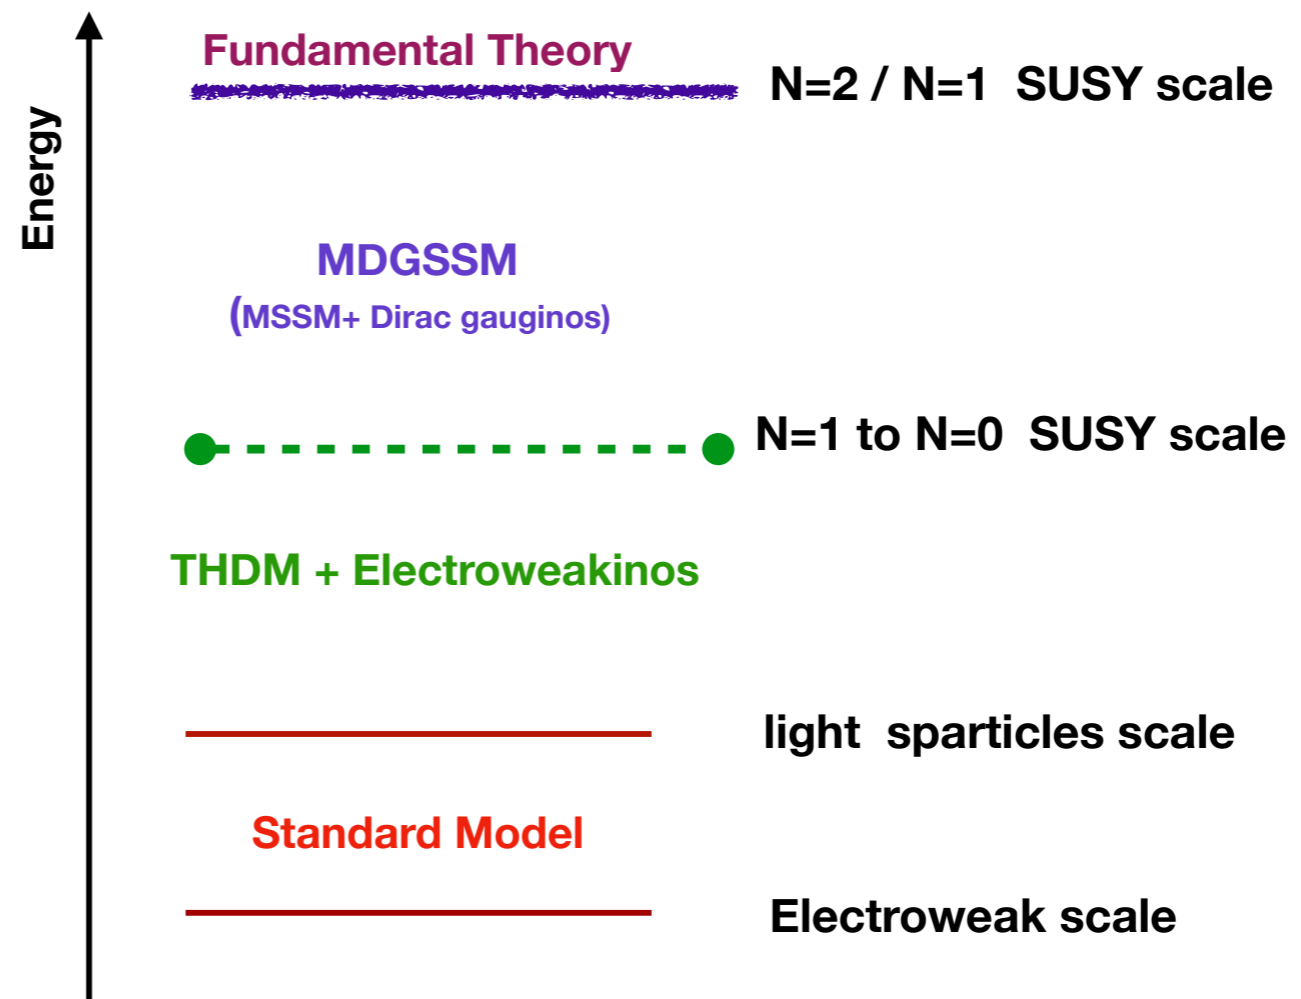 Fundamental Theory
N=2 / N=1 SUSY scale
Energy
MDGSSM
(MSSM+ Dirac gauginos)
N=1 to N=0 SUSY scale
THDM + Electroweakinos
light sparticles scale
Standard Model
Electroweak scale